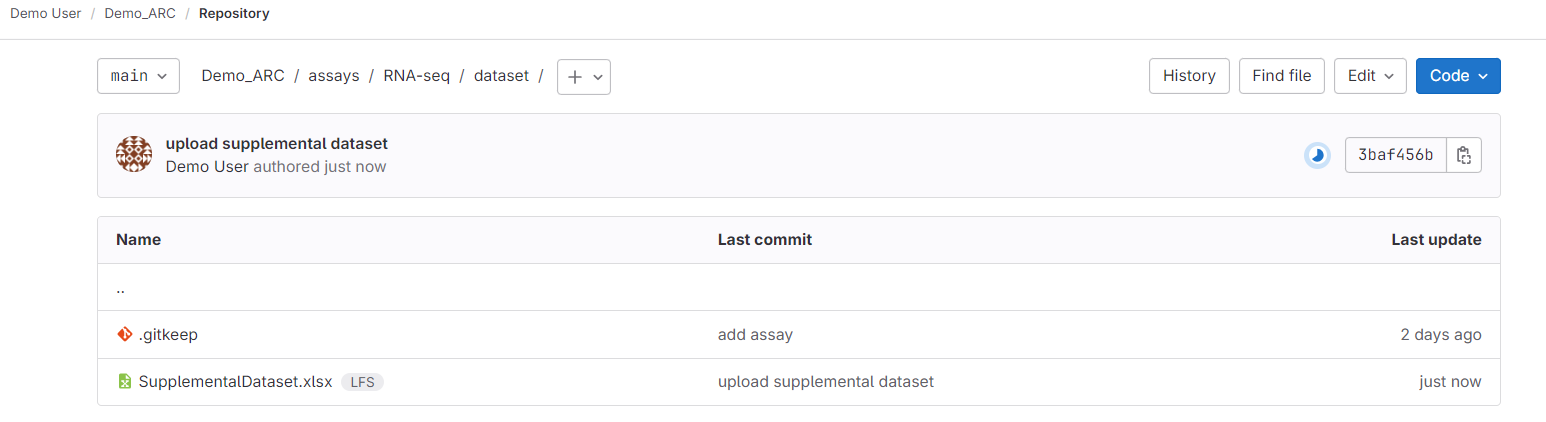 Demo User / Demo_ARC / Repository
main Demo_ARC / assays / RNA-seq / dataset / + History Find file Edit Code
upload supplemental dataset
Demo User authored just now 3baf456b
Name Last commit Last update
..
.gitkeep add assay 2 days ago
SupplementalDataset.xlsx LFS upload supplemental dataset just now